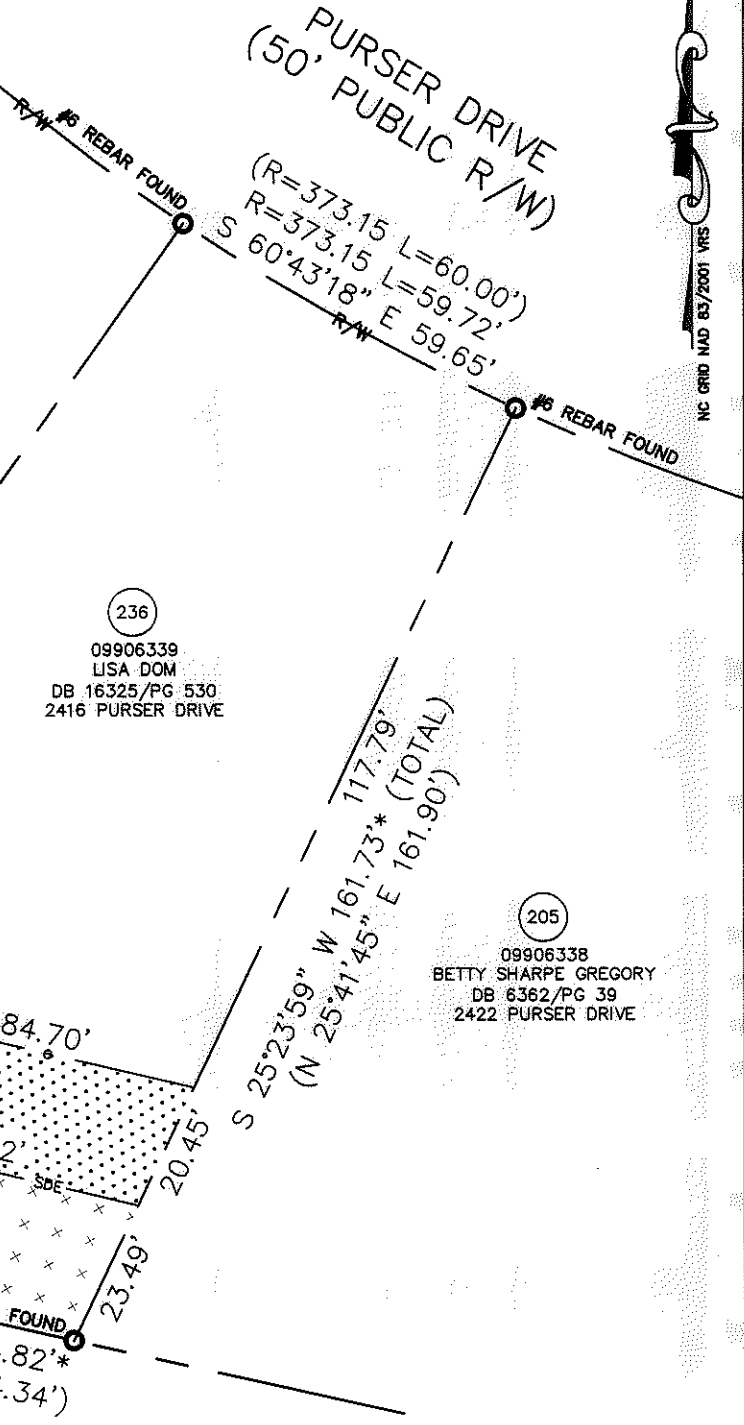 PURSER DRIVE
(50' PUBLIC R/W)
R/W
#6 REBAR FOUND
(R=373.15 L=60.00')
R=373.15 L=59.72'
S 60°43'18" E 59.65'
R/W
#6 REBAR FOUND
NC GRID NAD 83/2001 VRS
236
09906339
LISA DOM
DB 16325/PG 530
2416 PURSER DRIVE
117.79'
S 25°23'59" W 161.73'* (TOTAL)
(N 25°41'45" E 161.90')
205
09906338
BETTY SHARPE GREGORY
DB 6362/PG 39
2422 PURSER DRIVE
84.70'
20.45'
2'
SDE
23.49'
FOUND
.82'*
.34')